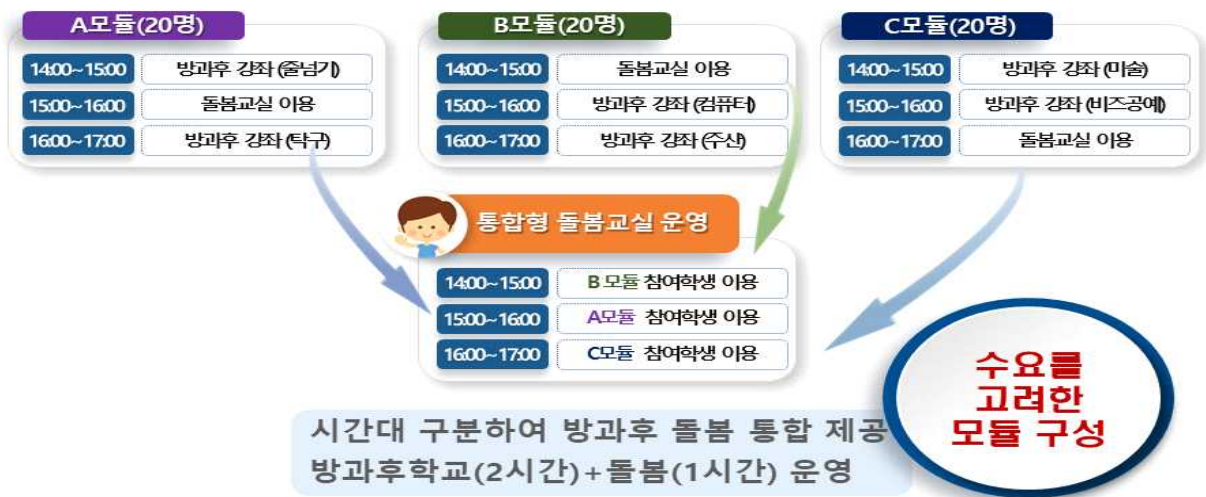 A모듈(20명)
14:00~15:00 방과후 강좌(줄넘기)
15:00~16:00 돌봄교실 이용
16:00~17:00 방과후 강좌(탁구)
B모듈(20명)
14:00~15:00 돌봄교실 이용
15:00~16:00 방과후 강좌(컴퓨터)
16:00~17:00 방과후 강좌(주산)
C모듈(20명)
14:00~15:00 방과후 강좌(미술)
15:00~16:00 방과후 강좌(비즈공예)
16:00~17:00 돌봄교실 이용
통합형 돌봄교실 운영
14:00~15:00 B모듈 참여학생 이용
15:00~16:00 A모듈 참여학생 이용
16:00~17:00 C모듈 참여학생 이용
시간대 구분하여 방과후 돌봄 통합 제공
방과후학교(2시간)+돌봄(1시간) 운영
수요를
고려한
모듈 구성